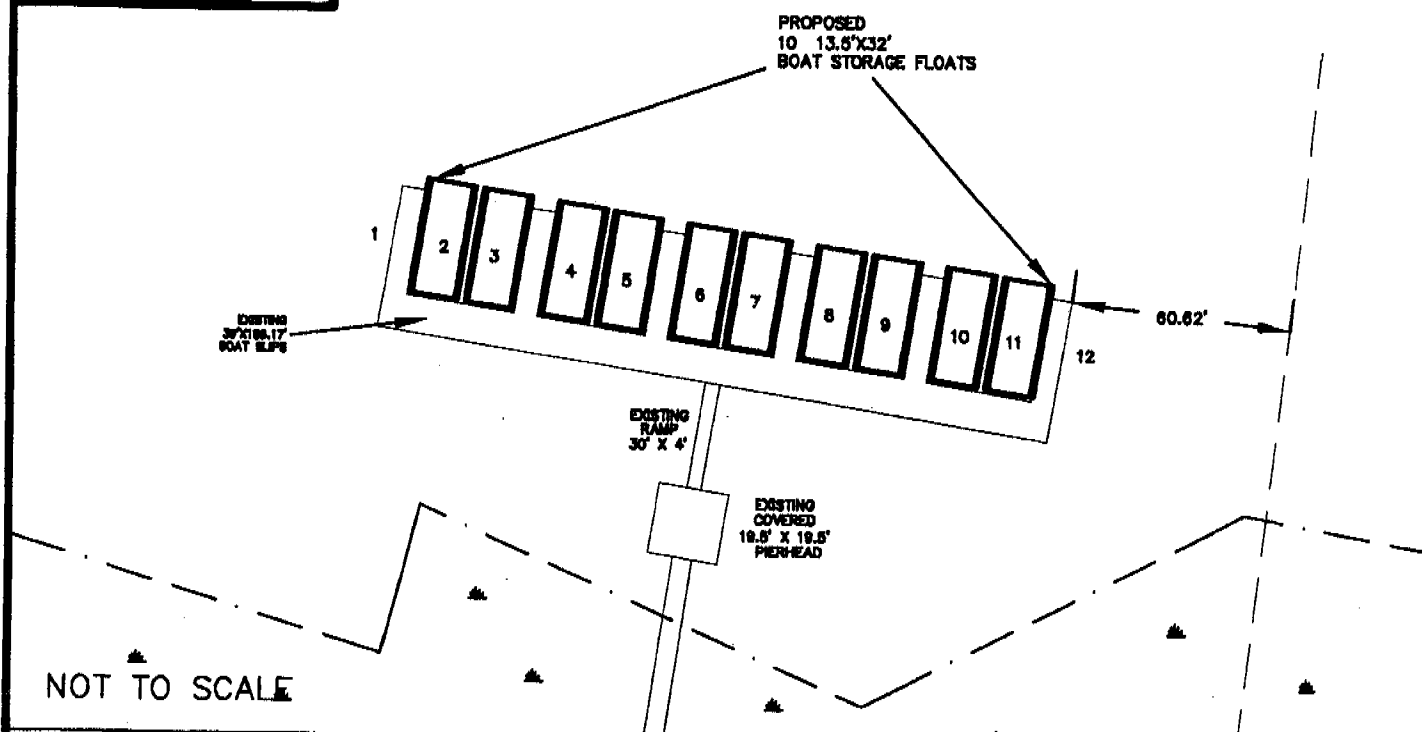 PROPOSED
10 13.5'X32'
BOAT STORAGE FLOATS
1
2
3
4
5
6
7
8
9
10
11
12
60.62'
EXISTING
BOAT SLIPS
EXISTING
RAMP
30' X 4'
EXISTING
COVERED
19.5' X 19.5'
PIERHEAD
NOT TO SCALE